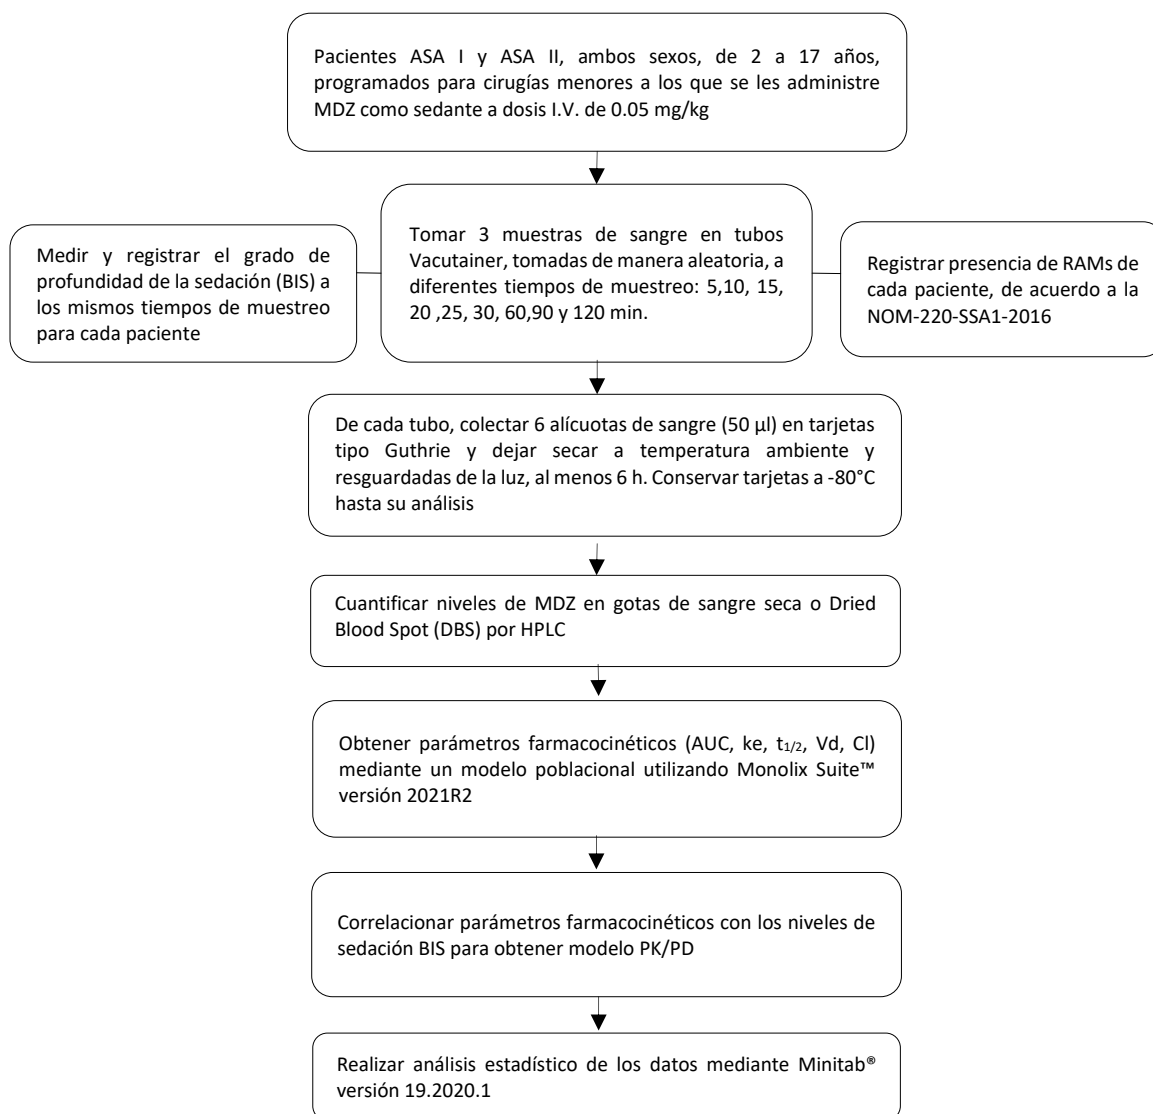 Pacientes ASA I y ASA II, ambos sexos, de 2 a 17 años,
programados para cirugías menores a los que se les administre
MDZ como sedante a dosis I.V. de 0.05 mg/kg
Medir y registrar el grado de
profundidad de la sedación (BIS) a
los mismos tiempos de muestreo
para cada paciente
Tomar 3 muestras de sangre en tubos
Vacutainer, tomadas de manera aleatoria, a
diferentes tiempos de muestreo: 5,10, 15,
20 ,25, 30, 60,90 y 120 min.
Registrar presencia de RAMs de
cada paciente, de acuerdo a la
NOM-220-SSA1-2016
De cada tubo, colectar 6 alícuotas de sangre (50 µl) en tarjetas
tipo Guthrie y dejar secar a temperatura ambiente y
resguardadas de la luz, al menos 6 h. Conservar tarjetas a -80°C
hasta su análisis
Cuantificar niveles de MDZ en gotas de sangre seca o Dried
Blood Spot (DBS) por HPLC
Obtener parámetros farmacocinéticos (AUC, ke, t1/2, Vd, Cl)
mediante un modelo poblacional utilizando Monolix Suite™
versión 2021R2
Correlacionar parámetros farmacocinéticos con los niveles de
sedación BIS para obtener modelo PK/PD
Realizar análisis estadístico de los datos mediante Minitab®
versión 19.2020.1